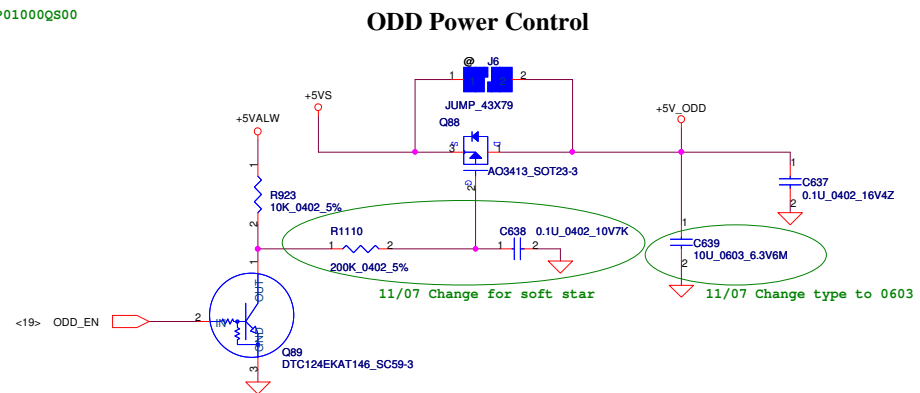 P01000QS00
ODD Power Control
@ J6
1 1 2 2
JUMP_43X79
+5VS
+5VALW
+5V_ODD
Q88
3 S D 1
G
2
AO3413_SOT23-3
1
R923
10K_0402_5%
2
R1110
1 2
200K_0402_5%
C638 0.1U_0402_10V7K
1 2
1
C637
0.1U_0402_16V4Z
2
1
C639
10U_0603_6.3V6M
2
11/07 Change for soft star
11/07 Change type to 0603
1
OUT
<19> ODD_EN
2
IN
GND
3
Q89
DTC124EKAT146_SC59-3